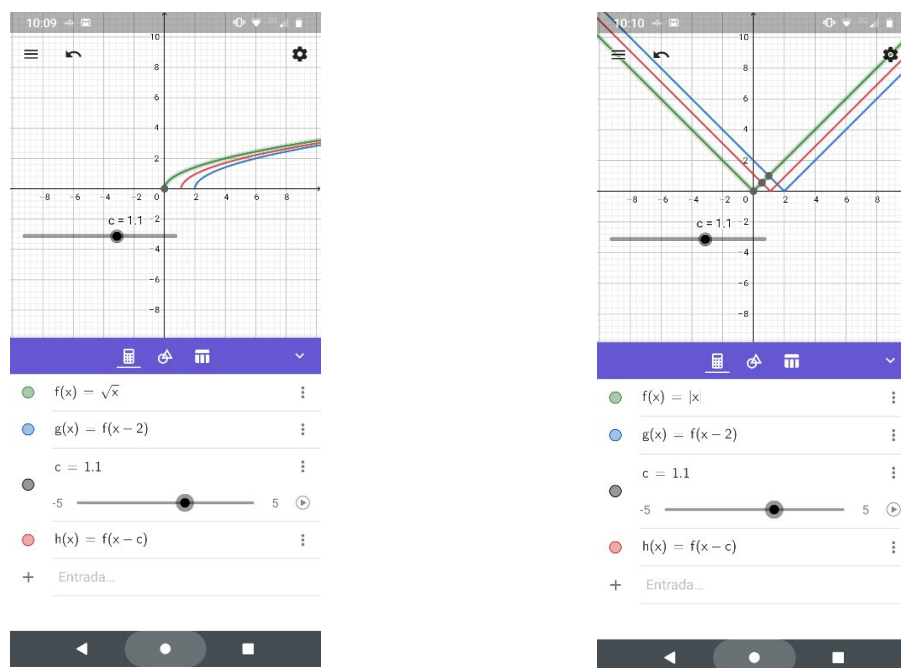 10:09
3G
10
8
6
4
2
-8 -6 -4 -2 0 2 4 6 8
-2
c = 1.1
-4
-6
-8
f(x) = √x
g(x) = f(x − 2)
c = 1.1
-5 5
h(x) = f(x − c)
+ Entrada...
10:10
3G
10
8
6
4
2
-8 -6 -4 -2 0 2 4 6 8
-2
c = 1.1
-4
-6
-8
f(x) = |x|
g(x) = f(x − 2)
c = 1.1
-5 5
h(x) = f(x − c)
+ Entrada...